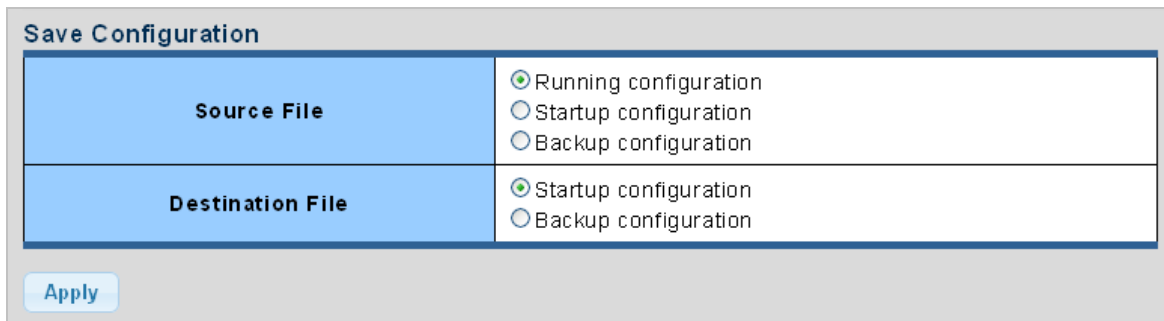 Save Configuration
Source File
Running configuration
Startup configuration
Backup configuration
Destination File
Startup configuration
Backup configuration
Apply